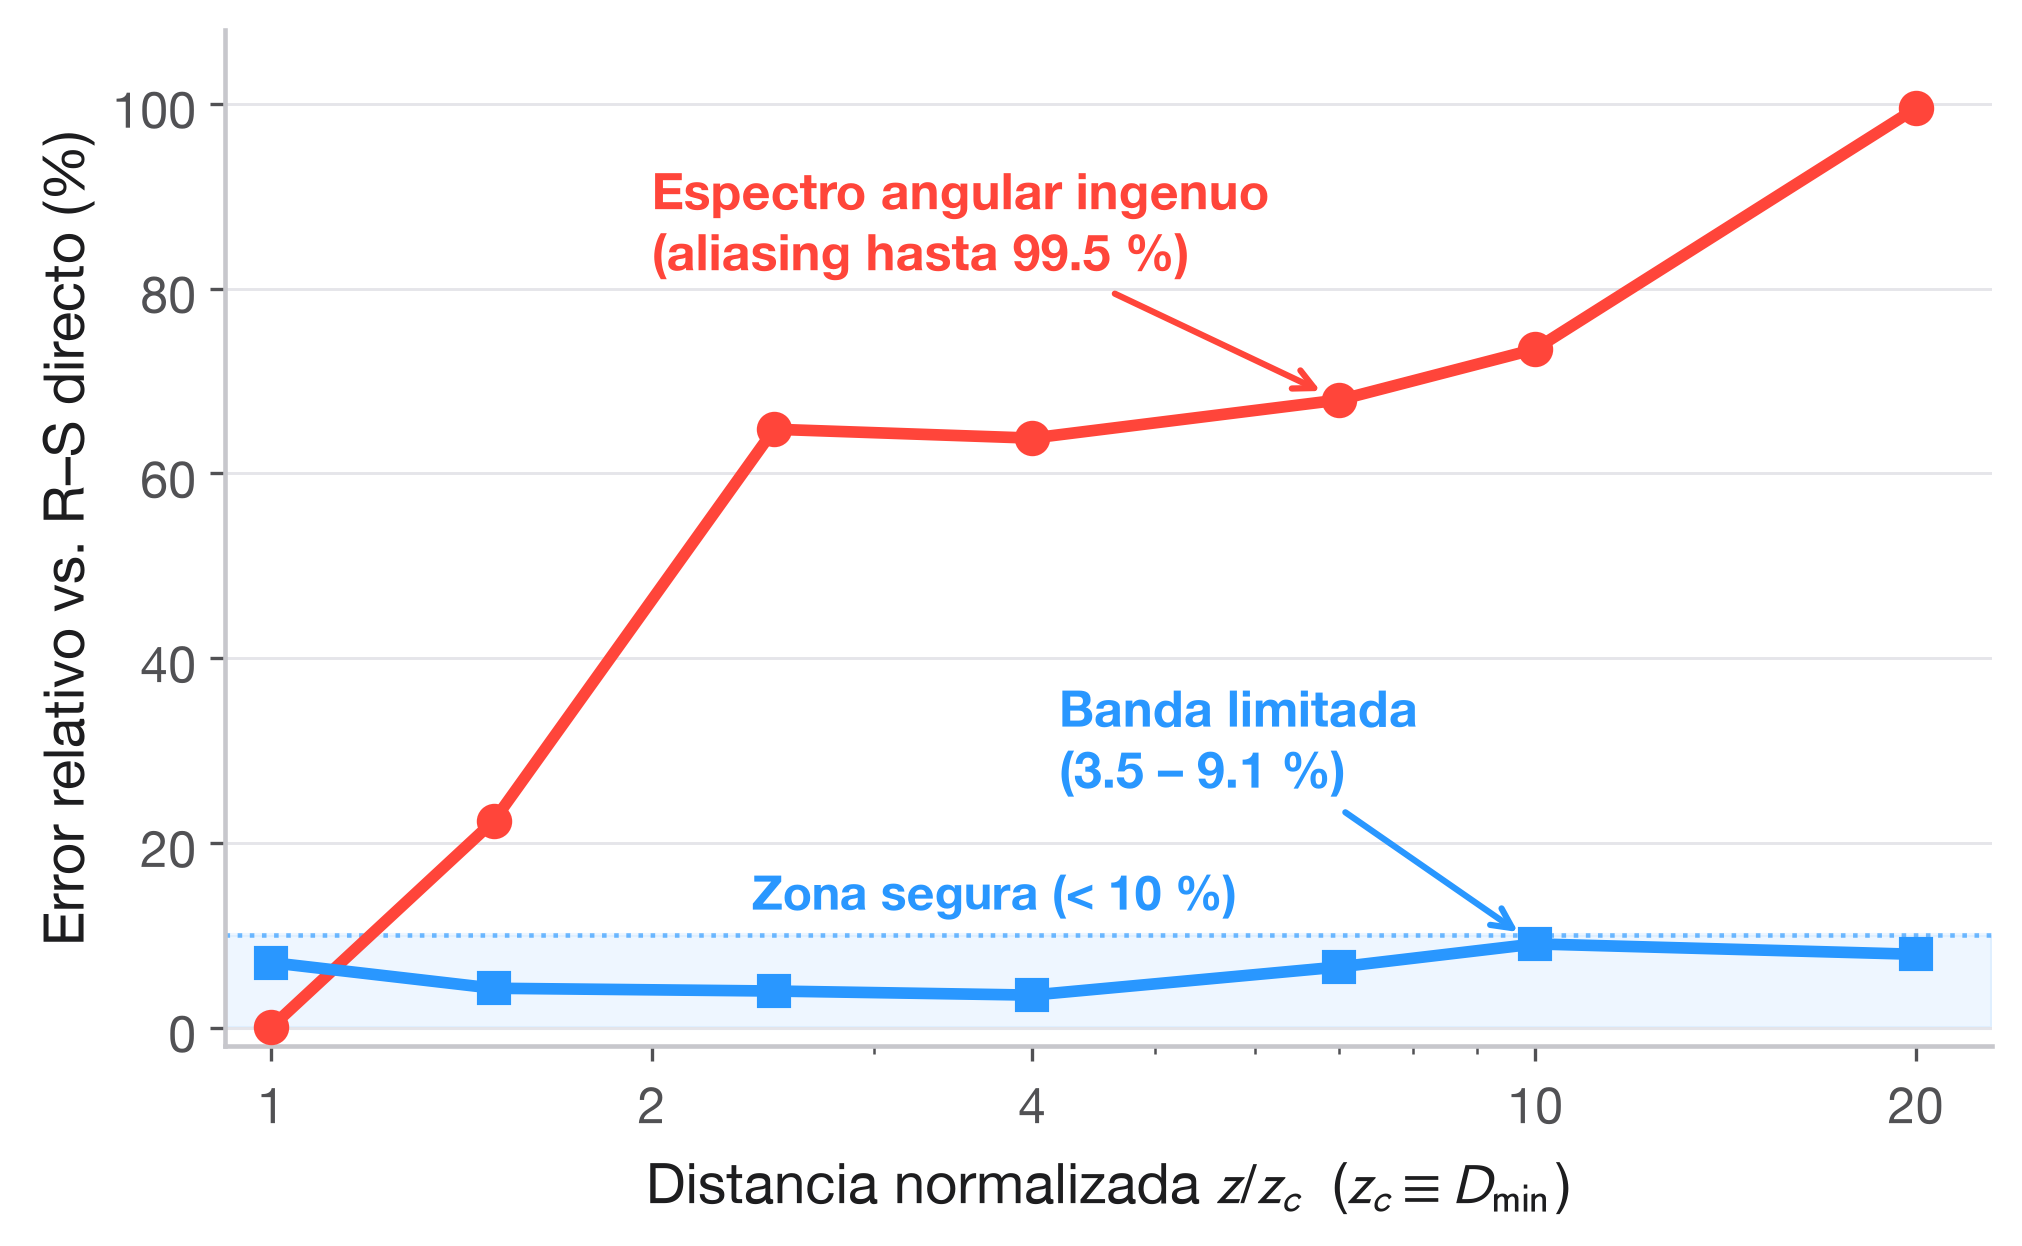 Error relativo vs. R–S directo (%)
100
80
60
40
20
0
Espectro angular ingenuo
(aliasing hasta 99.5 %)
Banda limitada
(3.5 – 9.1 %)
Zona segura (< 10 %)
1
2
4
10
20
Distancia normalizada z/z_c (z_c ≡ D_min)